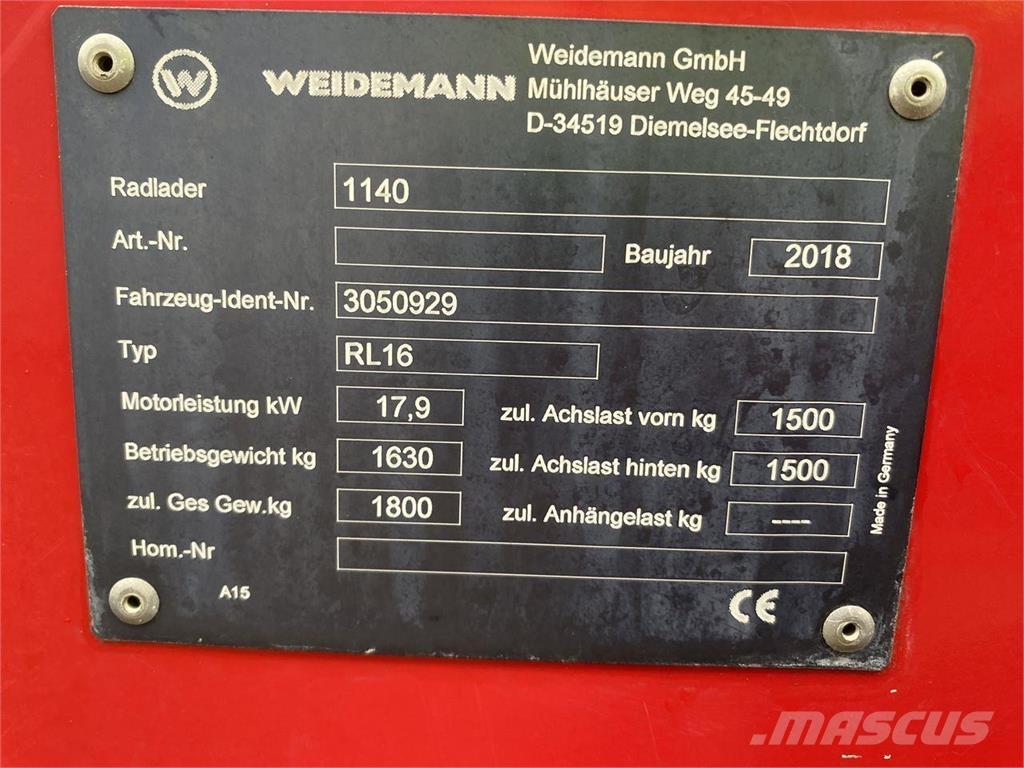 W WEIDEMANN
Weidemann GmbH
Mühlhäuser Weg 45-49
D-34519 Diemelsee-Flechtdorf
Radlader 1140
Art.-Nr. Baujahr 2018
Fahrzeug-Ident-Nr. 3050929
Typ RL16
Motorleistung kW 17,9 zul. Achslast vorn kg 1500
Betriebsgewicht kg 1630 zul. Achslast hinten kg 1500
zul. Ges Gew.kg 1800 zul. Anhängelast kg ----
Hom.-Nr
A15 CE
Made in Germany
MASCUS